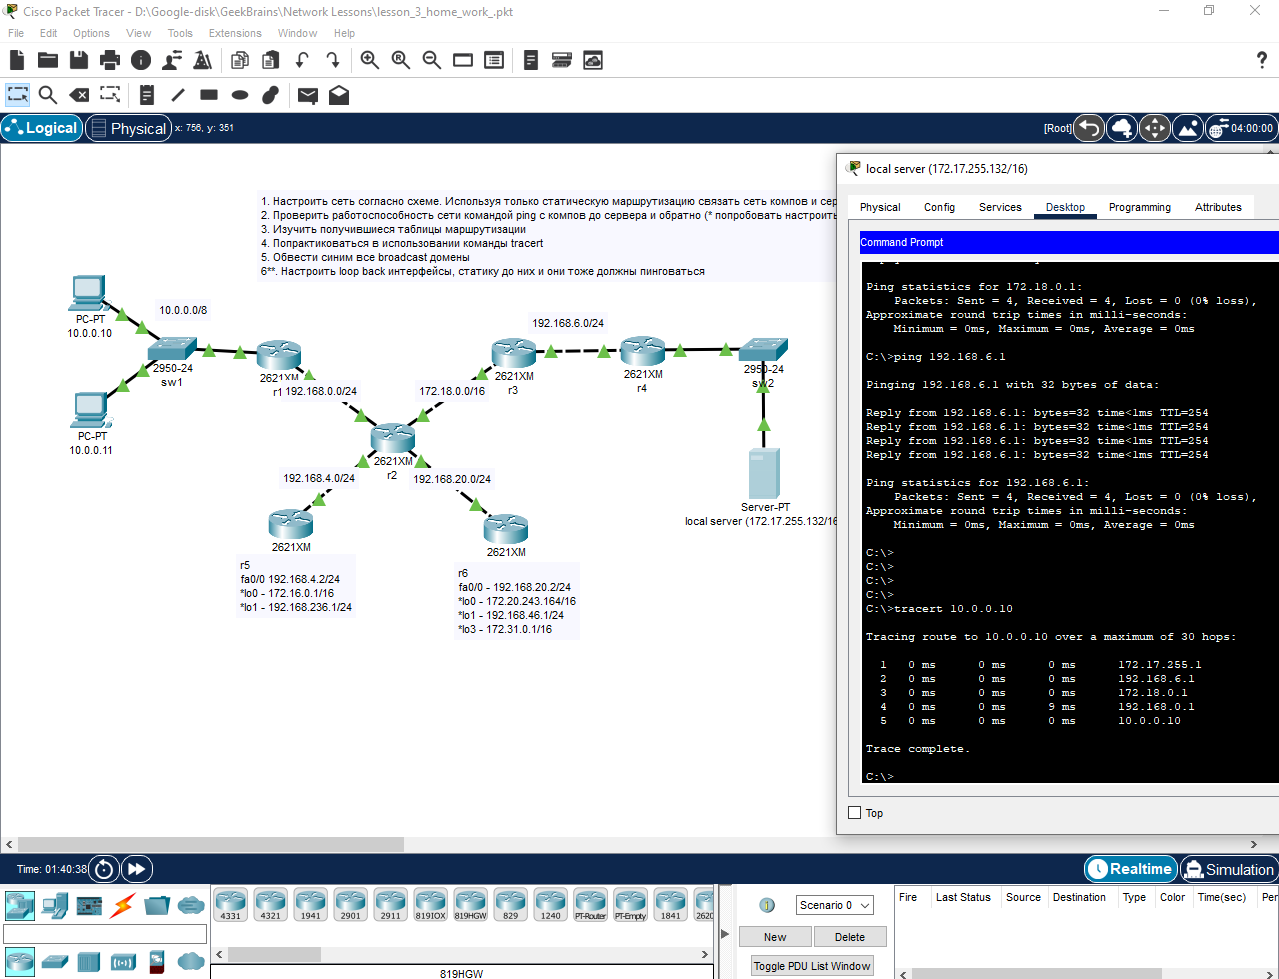 Cisco Packet Tracer - D:\Google-disk\GeekBrains\Network Lessons\lesson_3_home_work_.pkt
File Edit Options View Tools Extensions Window Help
?
Logical Physical x: 756, y: 351
[Root] 04:00:00
1. Настроить сеть согласно схеме. Используя только статическую маршрутизацию связать сеть компов и сер
2. Проверить работоспособность сети командой ping с компов до сервера и обратно (* попробовать настроить
3. Изучить получившиеся таблицы маршрутизации
4. Попрактиковаться в использовании команды tracert
5. Обвести синим все broadcast домены
6**. Настроить loop back интерфейсы, статику до них и они тоже должны пинговаться
PC-PT
10.0.0.10
10.0.0.0/8
2950-24
sw1
PC-PT
10.0.0.11
2621XM
r1
192.168.0.0/24
172.18.0.0/16
192.168.6.0/24
2621XM
r3
2621XM
r4
2950-24
sw2
2621XM
r2
192.168.4.0/24
192.168.20.0/24
Server-PT
local server (172.17.255.132/16
2621XM
r5
fa0/0 192.168.4.2/24
*lo0 - 172.16.0.1/16
*lo1 - 192.168.236.1/24
2621XM
r6
fa0/0 - 192.168.20.2/24
*lo0 - 172.20.243.164/16
*lo1 - 192.168.46.1/24
*lo3 - 172.31.0.1/16
local server (172.17.255.132/16)
Physical Config Services Desktop Programming Attributes
Command Prompt
Ping statistics for 172.18.0.1:
Packets: Sent = 4, Received = 4, Lost = 0 (0% loss),
Approximate round trip times in milli-seconds:
Minimum = 0ms, Maximum = 0ms, Average = 0ms
C:\>ping 192.168.6.1
Pinging 192.168.6.1 with 32 bytes of data:
Reply from 192.168.6.1: bytes=32 time<1ms TTL=254
Reply from 192.168.6.1: bytes=32 time<1ms TTL=254
Reply from 192.168.6.1: bytes=32 time<1ms TTL=254
Reply from 192.168.6.1: bytes=32 time<1ms TTL=254
Ping statistics for 192.168.6.1:
Packets: Sent = 4, Received = 4, Lost = 0 (0% loss),
Approximate round trip times in milli-seconds:
Minimum = 0ms, Maximum = 0ms, Average = 0ms
C:\>
C:\>
C:\>
C:\>
C:\>tracert 10.0.0.10
Tracing route to 10.0.0.10 over a maximum of 30 hops:
1 0 ms 0 ms 0 ms 172.17.255.1
2 0 ms 0 ms 0 ms 192.168.6.1
3 0 ms 0 ms 0 ms 172.18.0.1
4 0 ms 0 ms 9 ms 192.168.0.1
5 0 ms 0 ms 0 ms 10.0.0.10
Trace complete.
C:\>
Top
Time: 01:40:38
Realtime Simulation
4331 4321 1941 2901 2911 819IOX 819HGW 829 1240 PT-Router PT-Empty 1841 2620
819HGW
Scenario 0
New Delete
Toggle PDU List Window
Fire Last Status Source Destination Type Color Time(sec) Per